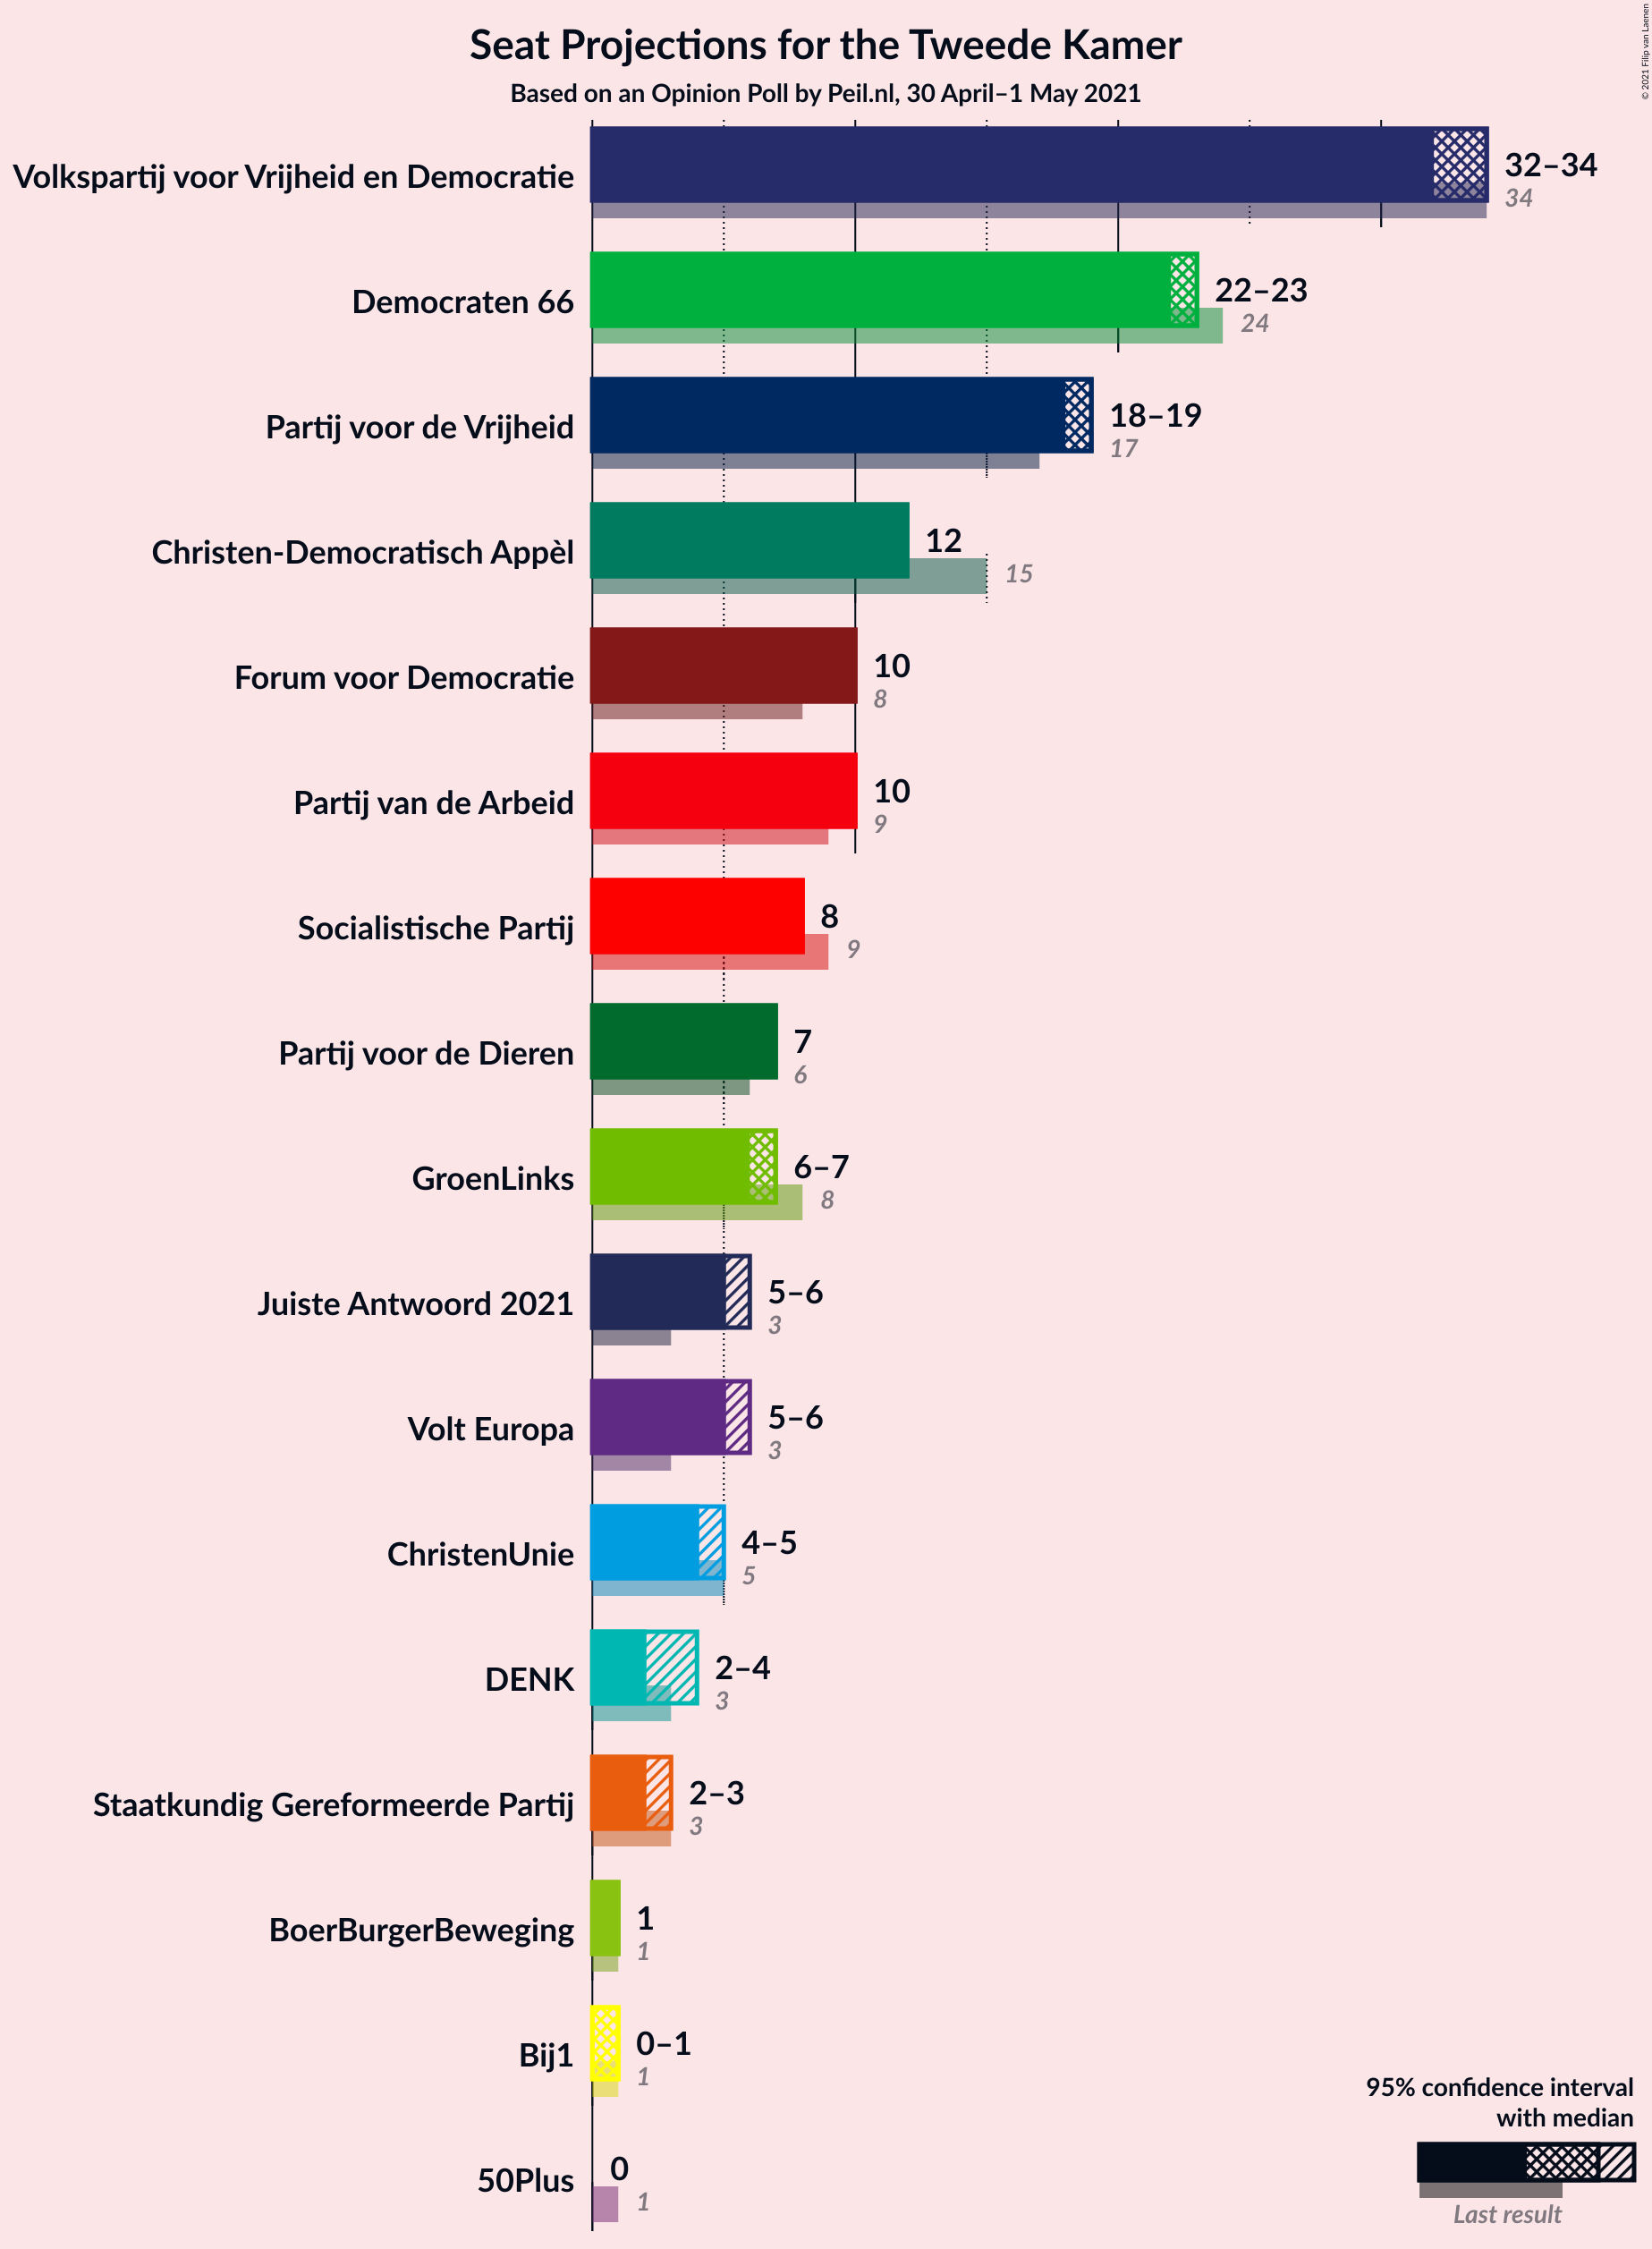 Seat Projections for the Tweede Kamer
Based on an Opinion Poll by Peil.nl, 30 April–1 May 2021
© 2021 Filip van Laenen
Volkspartij voor Vrijheid en Democratie
32–34
34
Democraten 66
22–23
24
Partij voor de Vrijheid
18–19
17
Christen-Democratisch Appèl
12
15
Forum voor Democratie
10
8
Partij van de Arbeid
10
9
Socialistische Partij
8
9
Partij voor de Dieren
7
6
GroenLinks
6–7
8
Juiste Antwoord 2021
5–6
3
Volt Europa
5–6
3
ChristenUnie
4–5
5
DENK
2–4
3
Staatkundig Gereformeerde Partij
2–3
3
BoerBurgerBeweging
1
1
Bij1
0–1
1
50Plus
0
1
95% confidence interval
with median
Last result